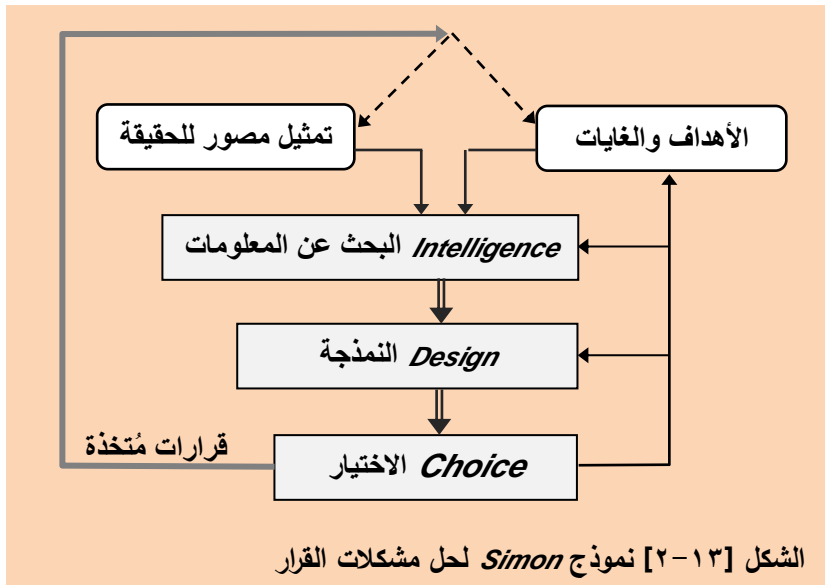 الأهداف والغايات
تمثيل مصور للحقيقة
Intelligence البحث عن المعلومات
Design النمذجة
Choice الاختيار
قرارات مُتخذة
الشكل [١٣-٢] نموذج Simon لحل مشكلات القرار